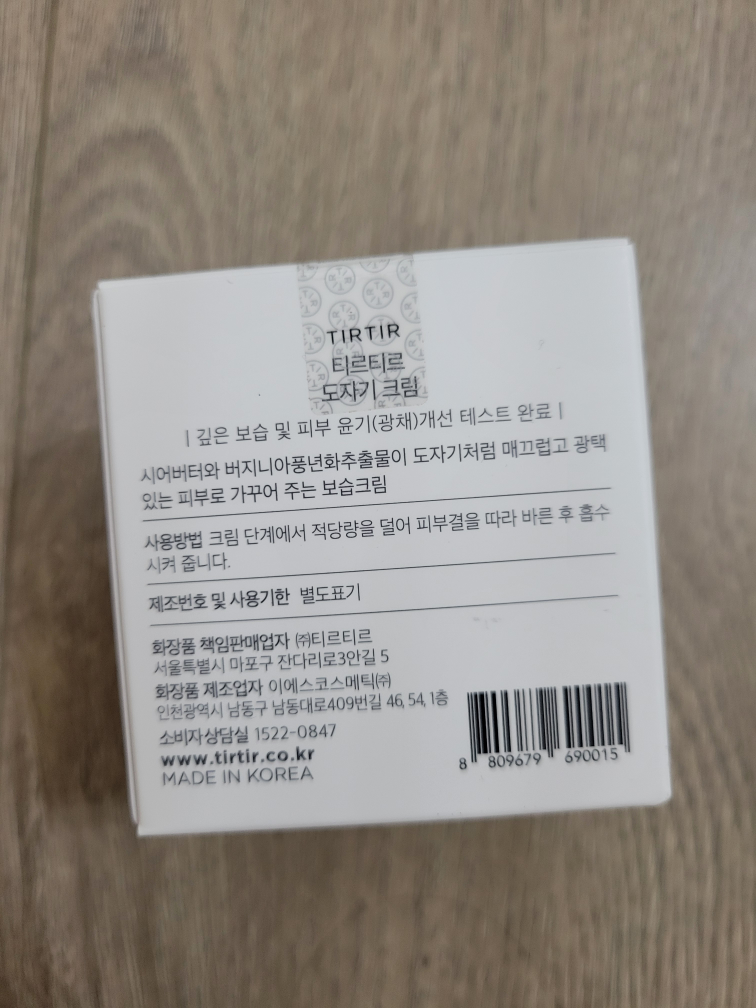 TIRTIR
티르티르
도자기 크림
| 깊은 보습 및 피부 윤기(광채)개선 테스트 완료 |
시어버터와 버지니아풍년화추출물이 도자기처럼 매끄럽고 광택
있는 피부로 가꾸어 주는 보습크림
사용방법 크림 단계에서 적당량을 덜어 피부결을 따라 바른 후 흡수
시켜 줍니다.
제조번호 및 사용기한 별도표기
화장품 책임판매업자 ㈜티르티르
서울특별시 마포구 잔다리로3안길 5
화장품 제조업자 이에스코스메틱㈜
인천광역시 남동구 남동대로409번길 46, 54, 1층
소비자상담실 1522-0847
www.tirtir.co.kr
MADE IN KOREA
8 809679 690015